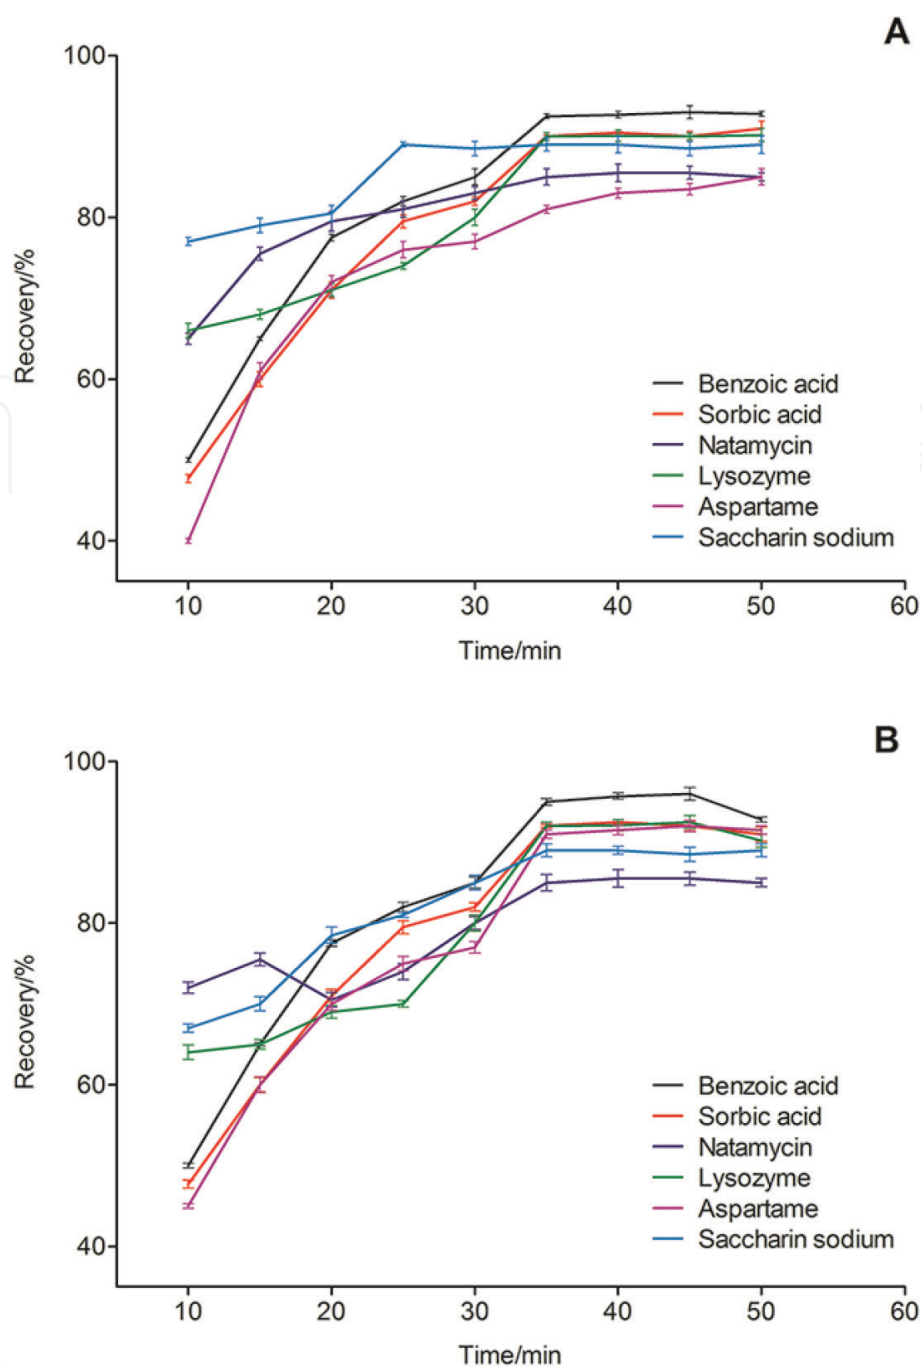 A
100
80
60
40
Recovery/%
Benzoic acid
Sorbic acid
Natamycin
Lysozyme
Aspartame
Saccharin sodium
10 20 30 40 50 60
Time/min
B
100
80
60
40
Recovery/%
Benzoic acid
Sorbic acid
Natamycin
Lysozyme
Aspartame
Saccharin sodium
10 20 30 40 50 60
Time/min